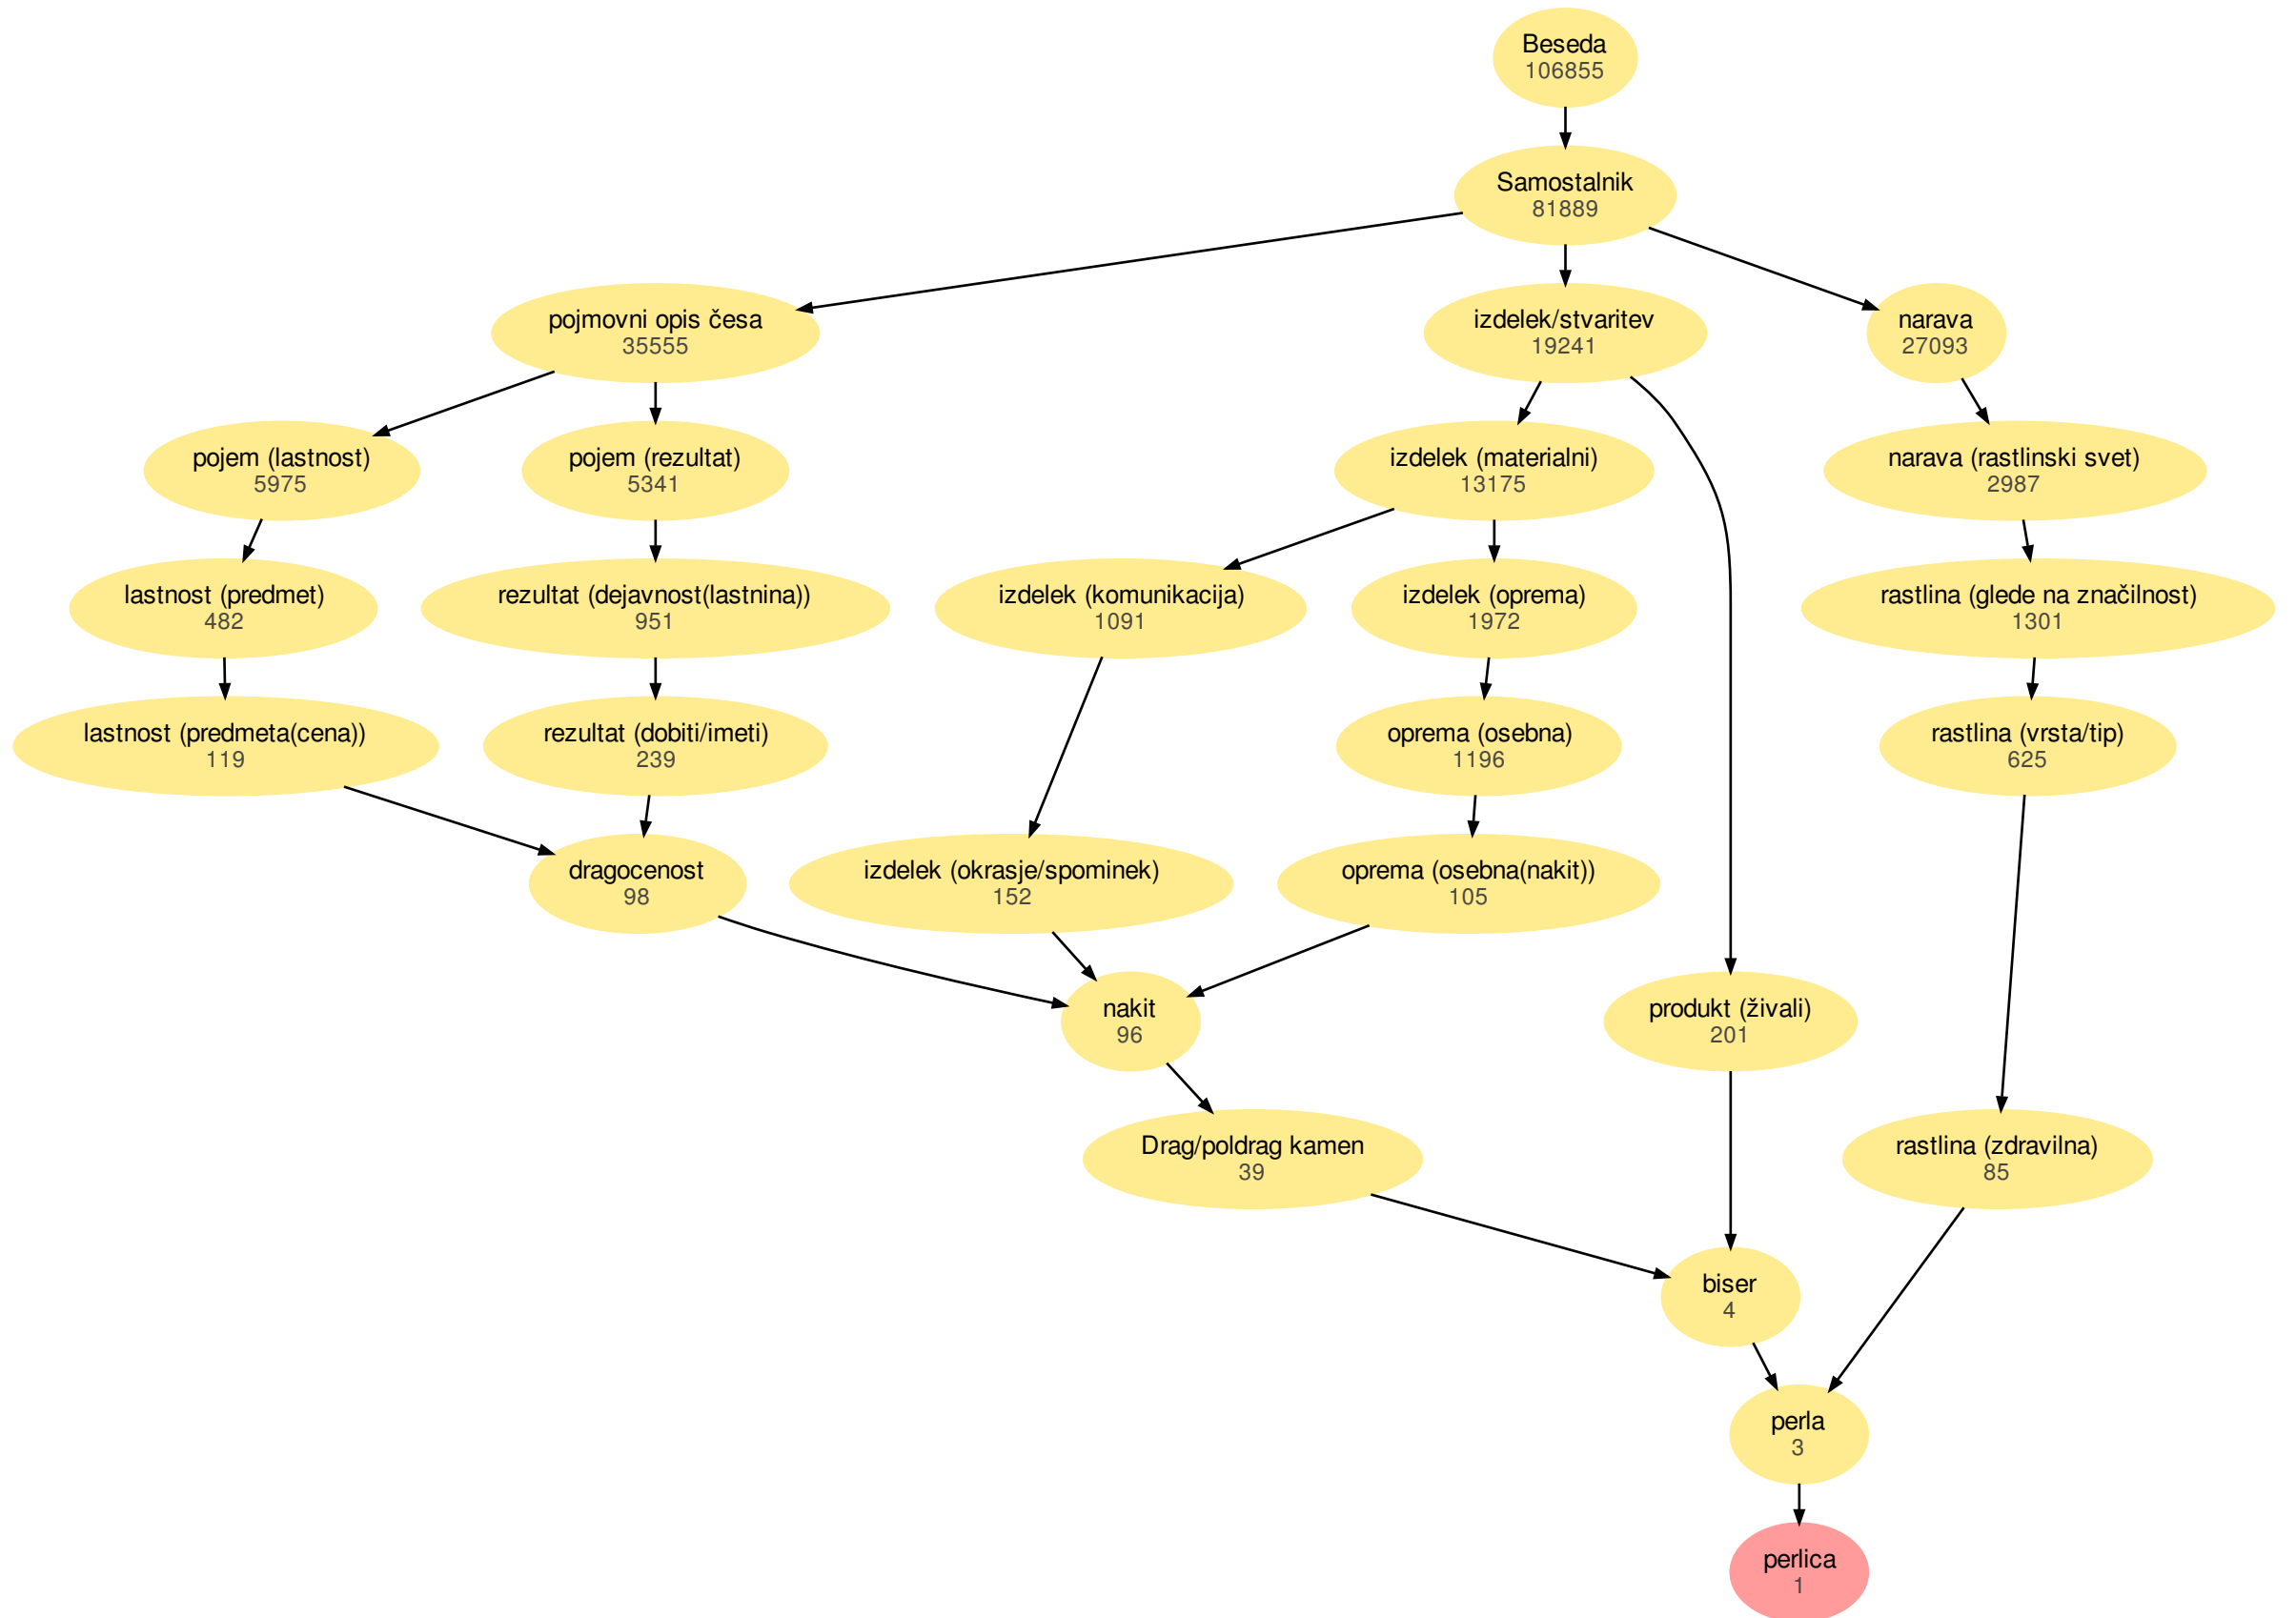 Beseda
106855
Samostalnik
81889
pojmovni opis česa
35555
izdelek/stvaritev
19241
narava
27093
pojem (lastnost)
5975
pojem (rezultat)
5341
izdelek (materialni)
13175
narava (rastlinski svet)
2987
lastnost (predmet)
482
rezultat (dejavnost(lastnina))
951
izdelek (komunikacija)
1091
izdelek (oprema)
1972
rastlina (glede na značilnost)
1301
lastnost (predmeta(cena))
119
rezultat (dobiti/imeti)
239
oprema (osebna)
1196
rastlina (vrsta/tip)
625
dragocenost
98
izdelek (okrasje/spominek)
152
oprema (osebna(nakit))
105
nakit
96
produkt (živali)
201
Drag/poldrag kamen
39
rastlina (zdravilna)
85
biser
4
perla
3
perlica
1